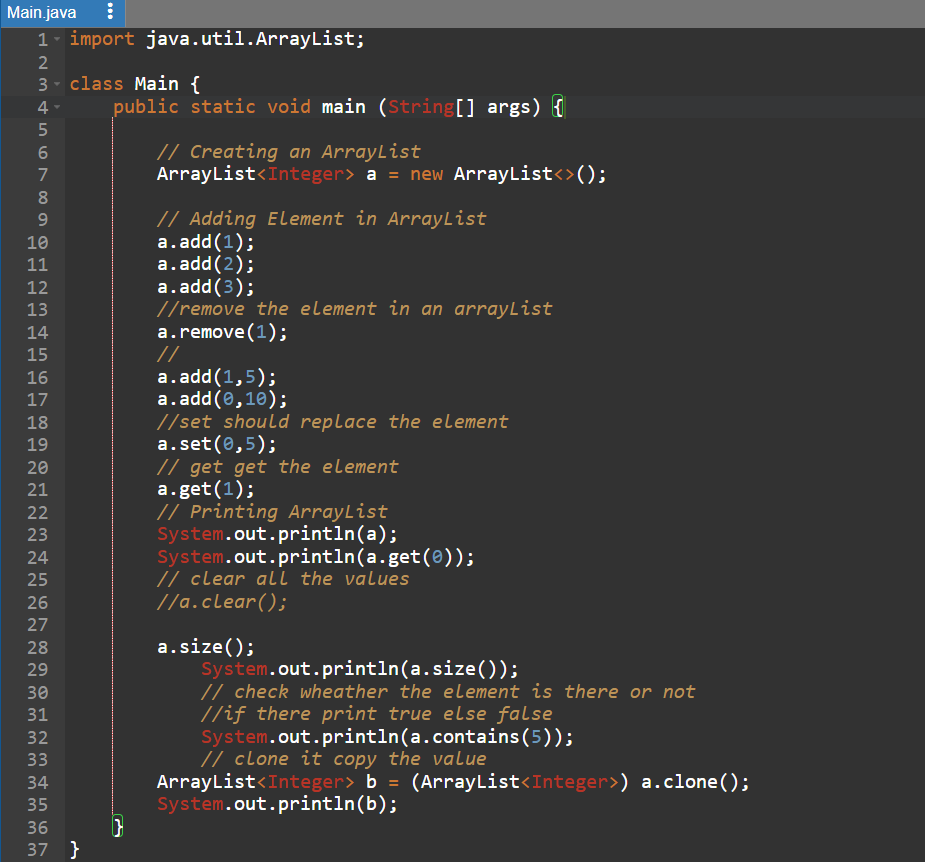 Main.java
1 import java.util.ArrayList;
2
3 class Main {
4 public static void main (String[] args) {
5
6 // Creating an ArrayList
7 ArrayList<Integer> a = new ArrayList<>();
8
9 // Adding Element in ArrayList
10 a.add(1);
11 a.add(2);
12 a.add(3);
13 //remove the element in an arrayList
14 a.remove(1);
15 //
16 a.add(1,5);
17 a.add(0,10);
18 //set should replace the element
19 a.set(0,5);
20 // get get the element
21 a.get(1);
22 // Printing ArrayList
23 System.out.println(a);
24 System.out.println(a.get(0));
25 // clear all the values
26 //a.clear();
27
28 a.size();
29 System.out.println(a.size());
30 // check wheather the element is there or not
31 //if there print true else false
32 System.out.println(a.contains(5));
33 // clone it copy the value
34 ArrayList<Integer> b = (ArrayList<Integer>) a.clone();
35 System.out.println(b);
36 }
37 }